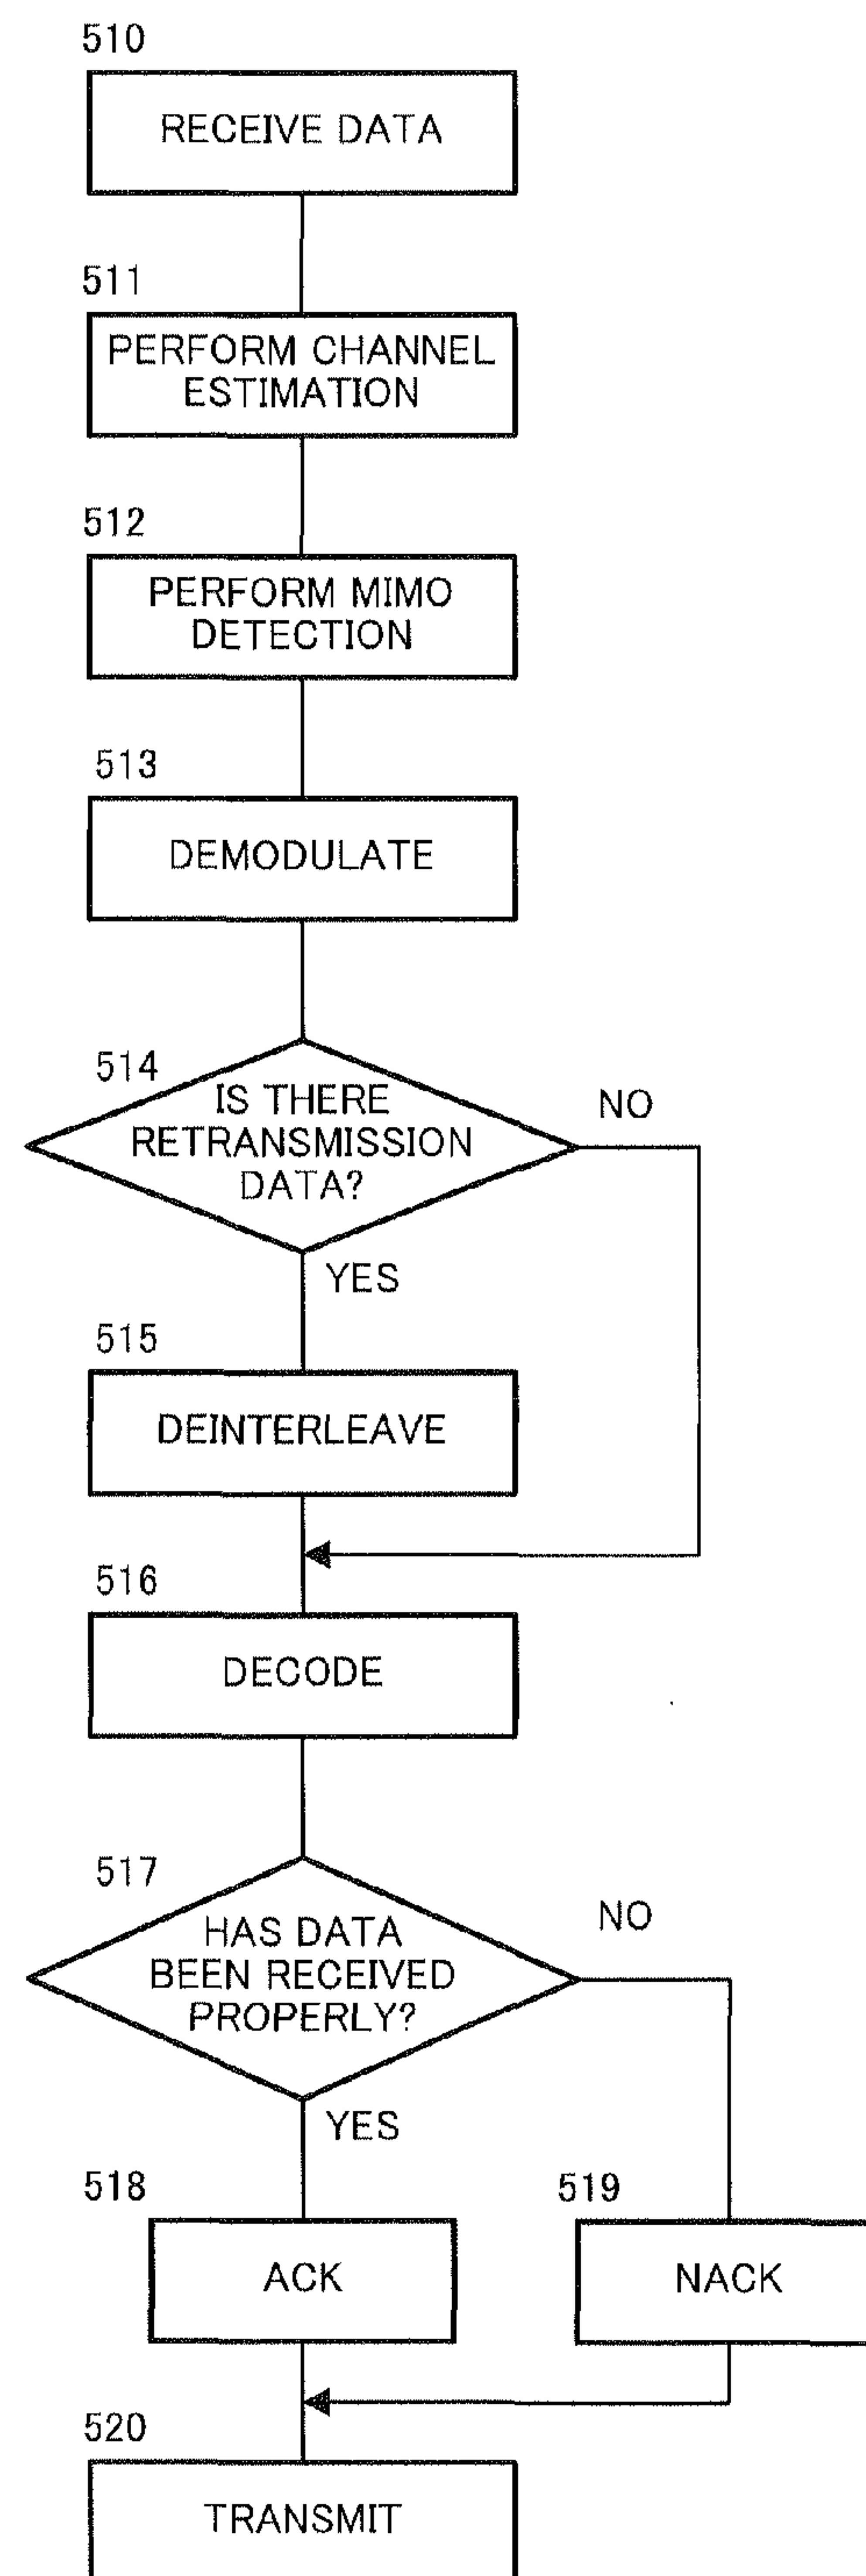 510
RECEIVE DATA
511
PERFORM CHANNEL
ESTIMATION
512
PERFORM MIMO
DETECTION
513
DEMODULATE
514
IS THERE
RETRANSMISSION
DATA?
NO
YES
515
DEINTERLEAVE
516
DECODE
517
HAS DATA
BEEN RECEIVED
PROPERLY?
NO
YES
518
ACK
519
NACK
520
TRANSMIT